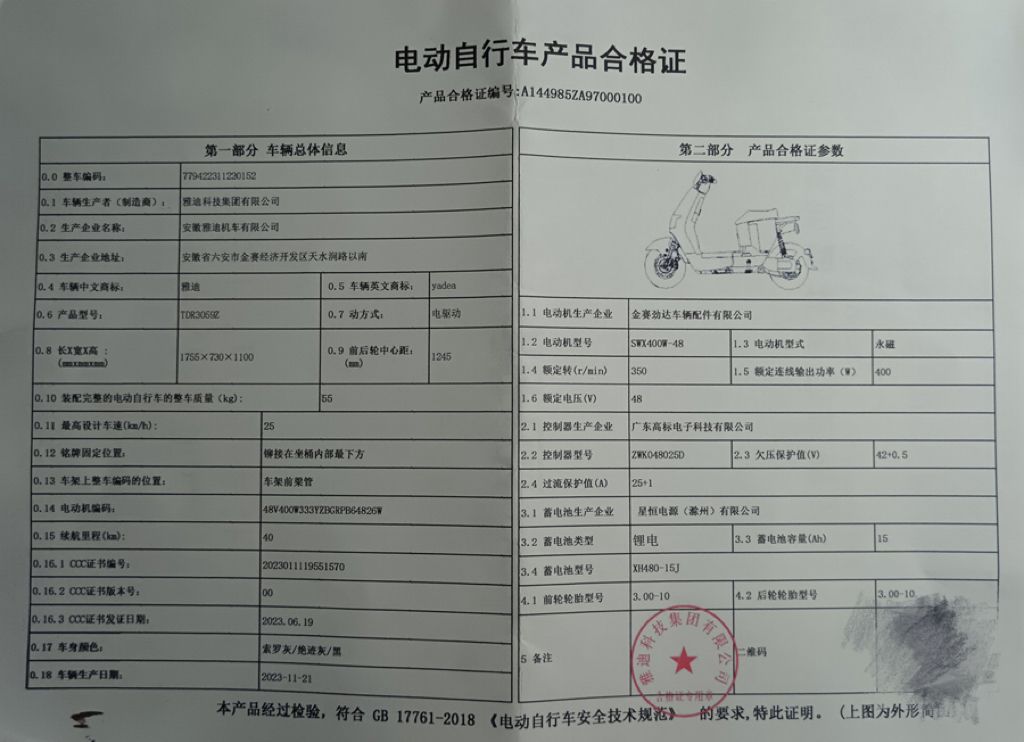 电动自行车产品合格证
产品合格证编号:A144985ZA97000100
第一部分 车辆总体信息
0.0 整车编码: 779422311220152
0.1 车辆生产者(制造商): 雅迪科技集团有限公司
0.2 生产企业名称: 安徽雅迪机车有限公司
0.3 生产企业地址: 安徽省六安市金寨经济开发区天水涧路以南
0.4 车辆中文商标: 雅迪 0.5 车辆英文商标: yadea
0.6 产品型号: TDR3059Z 0.7 动方式: 电驱动
0.8 长X宽X高 : 1755×730×1100 0.9 前后轮中心距: 1245
(mmxmmxmm) (mm)
0.10 装配完整的电动自行车的整车质量(kg): 55
0.11 最高设计车速(km/h): 25
0.12 铭牌固定位置: 铆接在坐桶内部最下方
0.13 车架上整车编码的位置: 车架前梁管
0.14 电动机编码: 48V400W333YZBGRPB64826W
0.15 续航里程(km): 40
0.16.1 CCC证书编号: 2023011119551570
0.16.2 CCC证书版本号: 00
0.16.3 CCC证书发证日期: 2023.06.19
0.17 车身颜色: 索罗灰/绝迹灰/黑
0.18 车辆生产日期: 2023-11-21
第二部分 产品合格证参数
1.1 电动机生产企业 金寨劲达车辆配件有限公司
1.2 电动机型号 SWX400W-48 1.3 电动机型式 永磁
1.4 额定转(r/min) 350 1.5 额定连线输出功率(W) 400
1.6 额定电压(V) 48
2.1 控制器生产企业 广东高标电子科技有限公司
2.2 控制器型号 ZWK048025D 2.3 欠压保护值(V) 42+0.5
2.4 过流保护值(A) 25+1
3.1 蓄电池生产企业 星恒电源(滁州)有限公司
3.2 蓄电池类型 锂电 3.3 蓄电池容量(Ah) 15
3.4 蓄电池型号 XH480-15J
4.1 前轮轮胎型号 3.00-10 4.2 后轮轮胎型号 3.00-10
5 备注 二维码
雅迪科技集团有限公司
合格证专用章
本产品经过检验, 符合 GB 17761-2018 《电动自行车安全技术规范》 的要求,特此证明。(上图为外形简